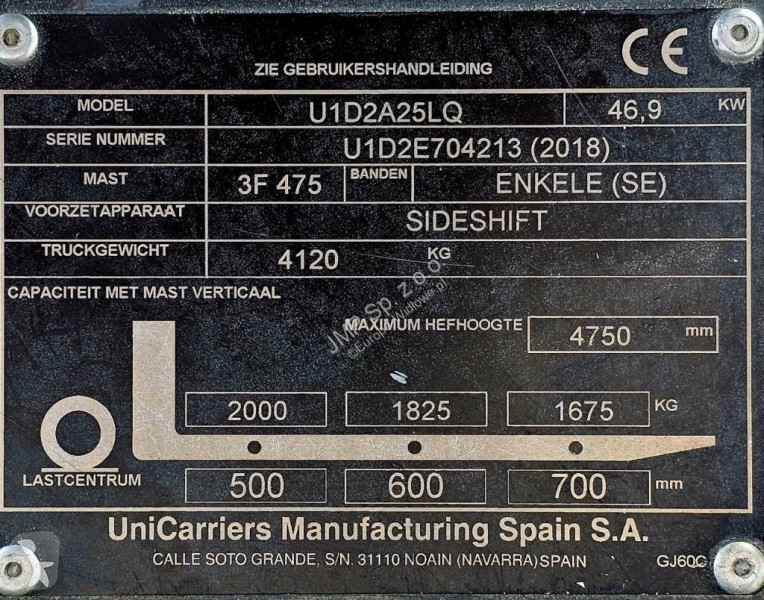 CE
ZIE GEBRUIKERSHANDLEIDING
MODEL U1D2A25LQ 46,9 KW
SERIE NUMMER U1D2E704213 (2018)
MAST 3F 475 BANDEN ENKELE (SE)
VOORZETAPPARAAT SIDESHIFT
TRUCKGEWICHT 4120 KG
CAPACITEIT MET MAST VERTICAAL
MAXIMUM HEFHOOGTE 4750 mm
JMP Sp. z o.o.
2000 1825 1675 KG
LASTCENTRUM 500 600 700 mm
UniCarriers Manufacturing Spain S.A.
CALLE SOTO GRANDE, S/N. 31110 NOAIN (NAVARRA) SPAIN GJ60C